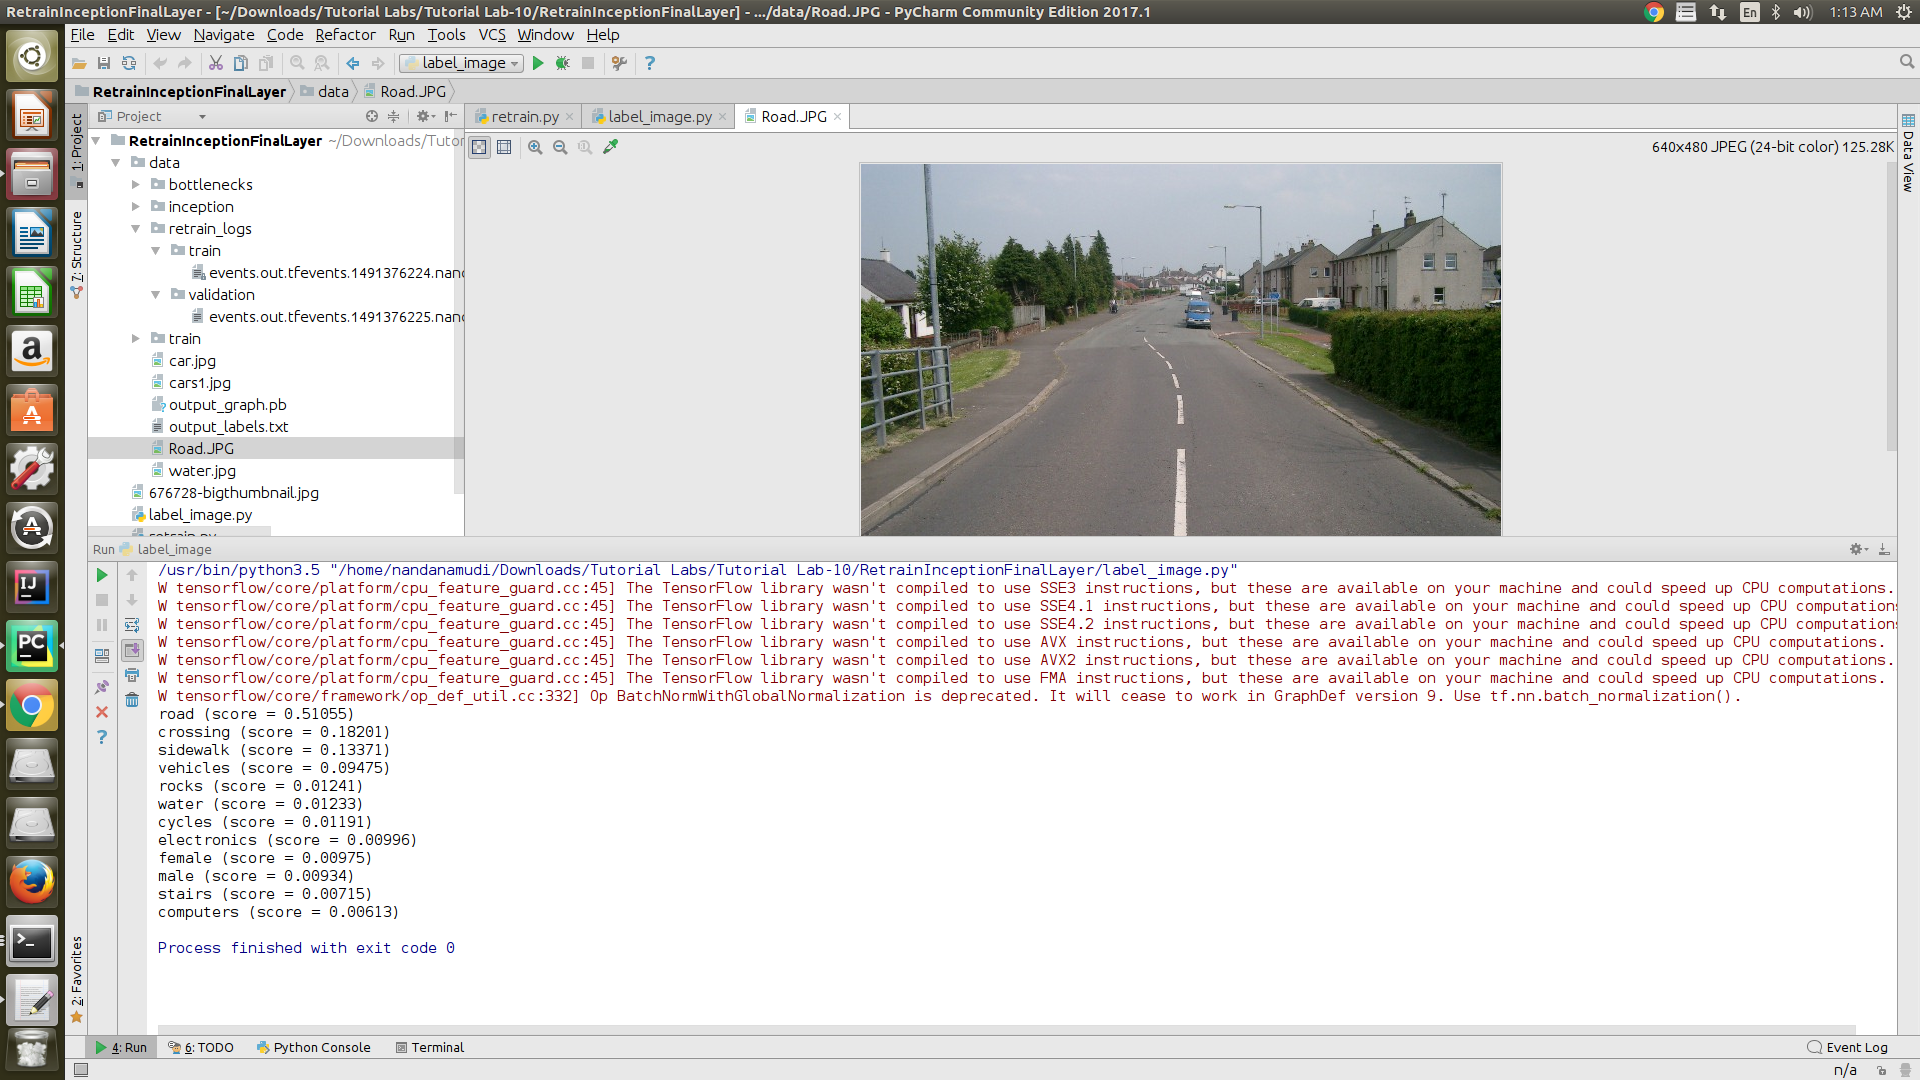 RetrainInceptionFinalLayer - [~/Downloads/Tutorial Labs/Tutorial Lab-10/RetrainInceptionFinalLayer] - .../data/Road.JPG - PyCharm Community Edition 2017.1
En 1:13 AM
File Edit View Navigate Code Refactor Run Tools VCS Window Help
label_image
RetrainInceptionFinalLayer data Road.JPG
Project
retrain.py label_image.py Road.JPG
1: Project
7: Structure
2: Favorites
Data View
640x480 JPEG (24-bit color) 125.28K
RetrainInceptionFinalLayer ~/Downloads/Tutor
data
bottlenecks
inception
retrain_logs
train
events.out.tfevents.1491376224.nand
validation
events.out.tfevents.1491376225.nand
train
car.jpg
cars1.jpg
output_graph.pb
output_labels.txt
Road.JPG
water.jpg
676728-bigthumbnail.jpg
label_image.py
retrain.py
Run label_image
/usr/bin/python3.5 "/home/nandanamudi/Downloads/Tutorial Labs/Tutorial Lab-10/RetrainInceptionFinalLayer/label_image.py"
W tensorflow/core/platform/cpu_feature_guard.cc:45] The TensorFlow library wasn't compiled to use SSE3 instructions, but these are available on your machine and could speed up CPU computations.
W tensorflow/core/platform/cpu_feature_guard.cc:45] The TensorFlow library wasn't compiled to use SSE4.1 instructions, but these are available on your machine and could speed up CPU computations
W tensorflow/core/platform/cpu_feature_guard.cc:45] The TensorFlow library wasn't compiled to use SSE4.2 instructions, but these are available on your machine and could speed up CPU computations
W tensorflow/core/platform/cpu_feature_guard.cc:45] The TensorFlow library wasn't compiled to use AVX instructions, but these are available on your machine and could speed up CPU computations.
W tensorflow/core/platform/cpu_feature_guard.cc:45] The TensorFlow library wasn't compiled to use AVX2 instructions, but these are available on your machine and could speed up CPU computations.
W tensorflow/core/platform/cpu_feature_guard.cc:45] The TensorFlow library wasn't compiled to use FMA instructions, but these are available on your machine and could speed up CPU computations.
W tensorflow/core/framework/op_def_util.cc:332] Op BatchNormWithGlobalNormalization is deprecated. It will cease to work in GraphDef version 9. Use tf.nn.batch_normalization().
road (score = 0.51055)
crossing (score = 0.18201)
sidewalk (score = 0.13371)
vehicles (score = 0.09475)
rocks (score = 0.01241)
water (score = 0.01233)
cycles (score = 0.01191)
electronics (score = 0.00996)
female (score = 0.00975)
male (score = 0.00934)
stairs (score = 0.00715)
computers (score = 0.00613)
Process finished with exit code 0
4: Run 6: TODO Python Console Terminal Event Log
n/a